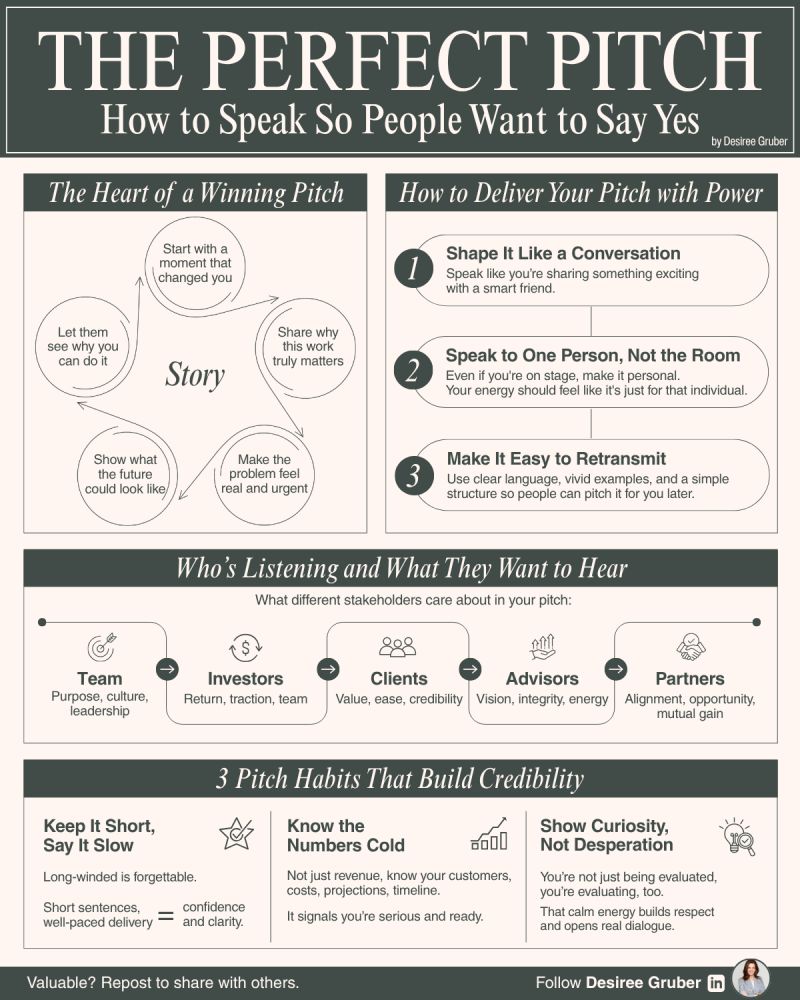 THE PERFECT PITCH
How to Speak So People Want to Say Yes
by Desiree Gruber
The Heart of a Winning Pitch
Start with a
moment that
changed you
Share why
this work
truly matters
Make the
problem feel
real and urgent
Show what
the future
could look like
Let them
see why you
can do it
Story
How to Deliver Your Pitch with Power
1
Shape It Like a Conversation
Speak like you're sharing something exciting
with a smart friend.
2
Speak to One Person, Not the Room
Even if you're on stage, make it personal.
Your energy should feel like it's just for that individual.
3
Make It Easy to Retransmit
Use clear language, vivid examples, and a simple
structure so people can pitch it for you later.
Who's Listening and What They Want to Hear
What different stakeholders care about in your pitch:
Team
Purpose, culture,
leadership
Investors
Return, traction, team
Clients
Value, ease, credibility
Advisors
Vision, integrity, energy
Partners
Alignment, opportunity,
mutual gain
3 Pitch Habits That Build Credibility
Keep It Short,
Say It Slow
Long-winded is forgettable.
Short sentences,
well-paced delivery
=
confidence
and clarity.
Know the
Numbers Cold
Not just revenue, know your customers,
costs, projections, timeline.
It signals you're serious and ready.
Show Curiosity,
Not Desperation
You're not just being evaluated,
you're evaluating, too.
That calm energy builds respect
and opens real dialogue.
Valuable? Repost to share with others.
Follow Desiree Gruber in